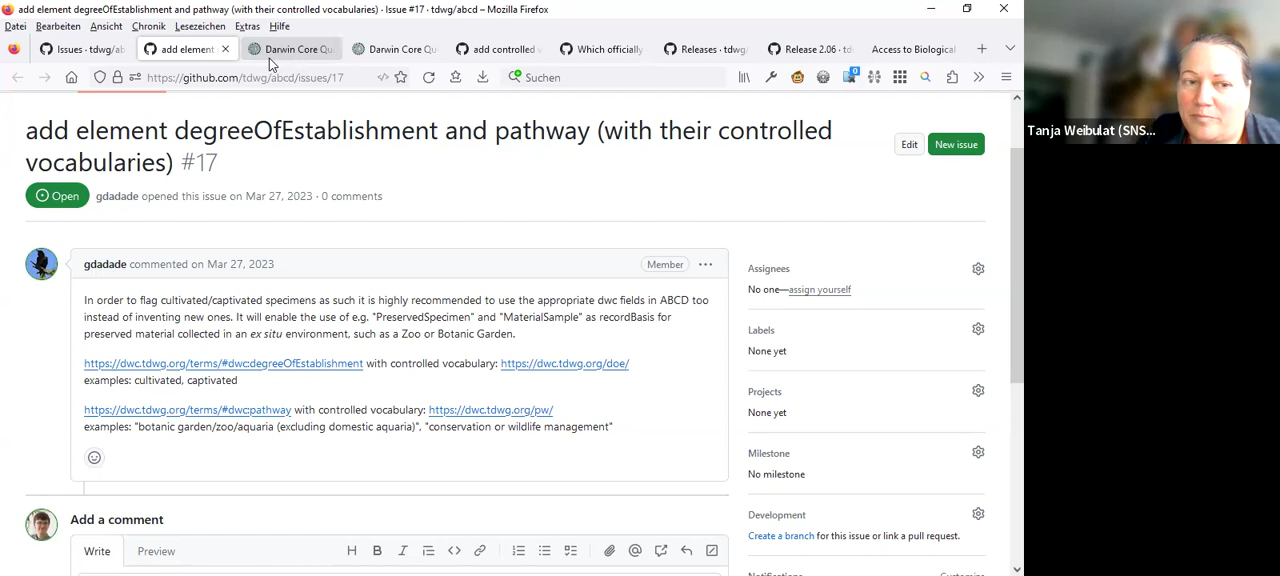 add element degreeOfEstablishment and pathway (with their controlled vocabularies) · Issue #17 · tdwg/abcd – Mozilla Firefox
Datei Bearbeiten Ansicht Chronik Lesezeichen Extras Hilfe
Issues · tdwg/ab add element Darwin Core Qu Darwin Core Qu add controlled v Which officially Releases · tdwg/ Release 2.06 · td Access to Biological
https://github.com/tdwg/abcd/issues/17 Suchen 0
add element degreeOfEstablishment and pathway (with their controlled
vocabularies) #17
Edit New issue
Open gdadade opened this issue on Mar 27, 2023 · 0 comments
gdadade commented on Mar 27, 2023 Member
In order to flag cultivated/captivated specimens as such it is highly recommended to use the appropriate dwc fields in ABCD too
instead of inventing new ones. It will enable the use of e.g. "PreservedSpecimen" and "MaterialSample" as recordBasis for
preserved material collected in an ex situ environment, such as a Zoo or Botanic Garden.
https://dwc.tdwg.org/terms/#dwc:degreeOfEstablishment with controlled vocabulary: https://dwc.tdwg.org/doe/
examples: cultivated, captivated
https://dwc.tdwg.org/terms/#dwc:pathway with controlled vocabulary: https://dwc.tdwg.org/pw/
examples: "botanic garden/zoo/aquaria (excluding domestic aquaria)", "conservation or wildlife management"
Add a comment
Write Preview
Assignees
No one—assign yourself
Labels
None yet
Projects
None yet
Milestone
No milestone
Development
Create a branch for this issue or link a pull request.
Notifications Customize
Tanja Weibulat (SNS...